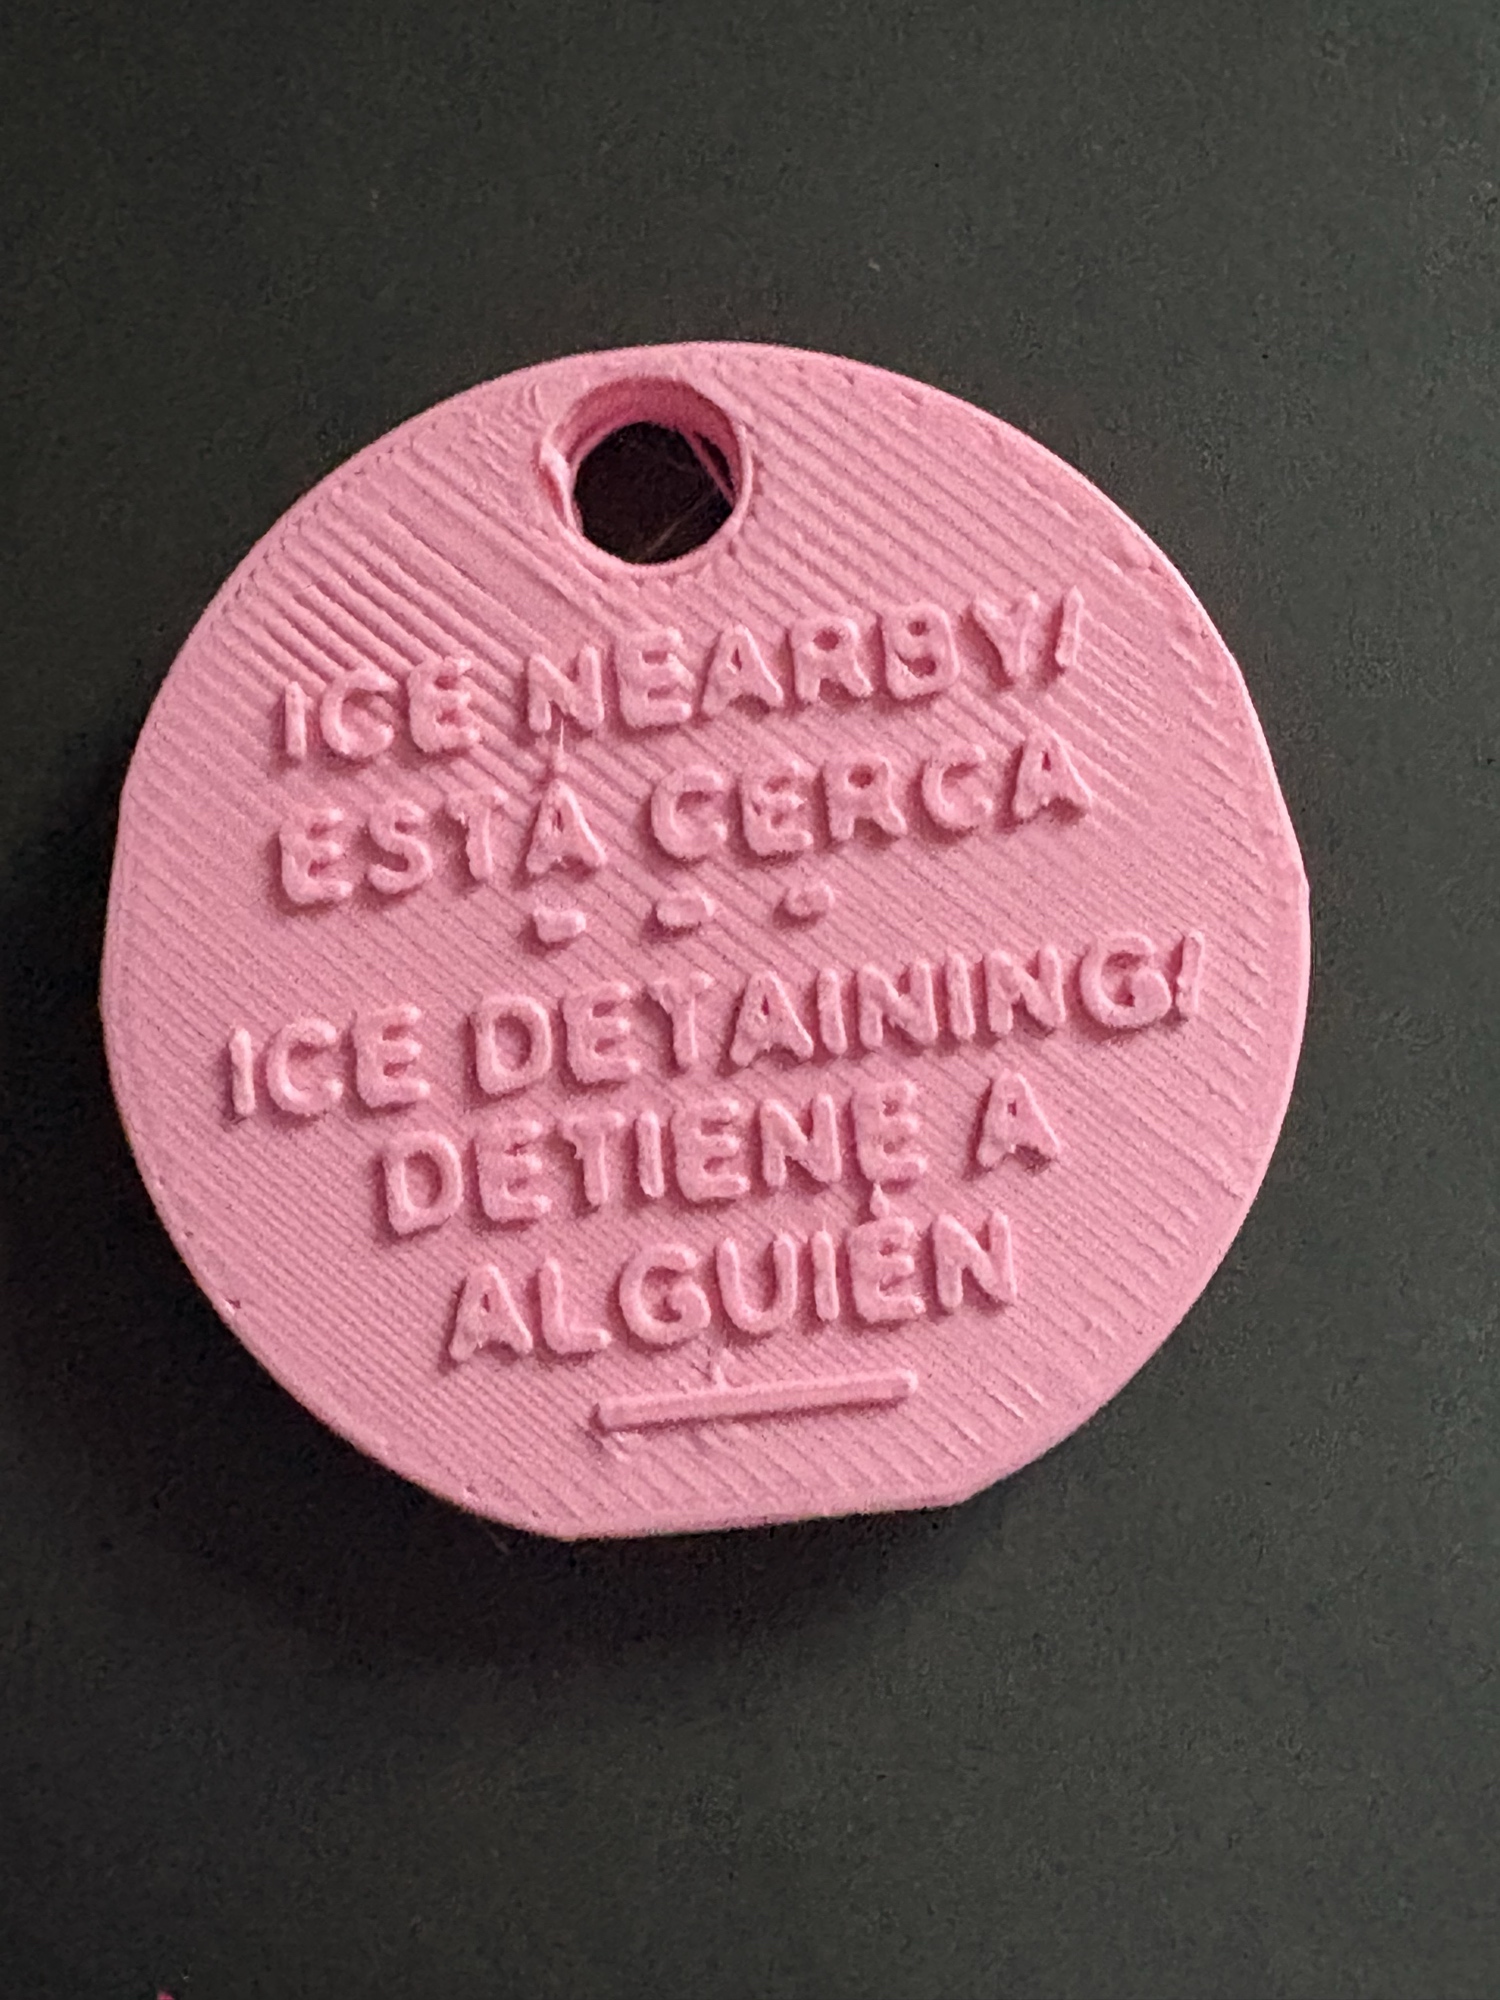 ICE NEARBY/
ESTÁ CERCA
- - -
ICE DETAINING/
DETIENE A
ALGUIÉN
—